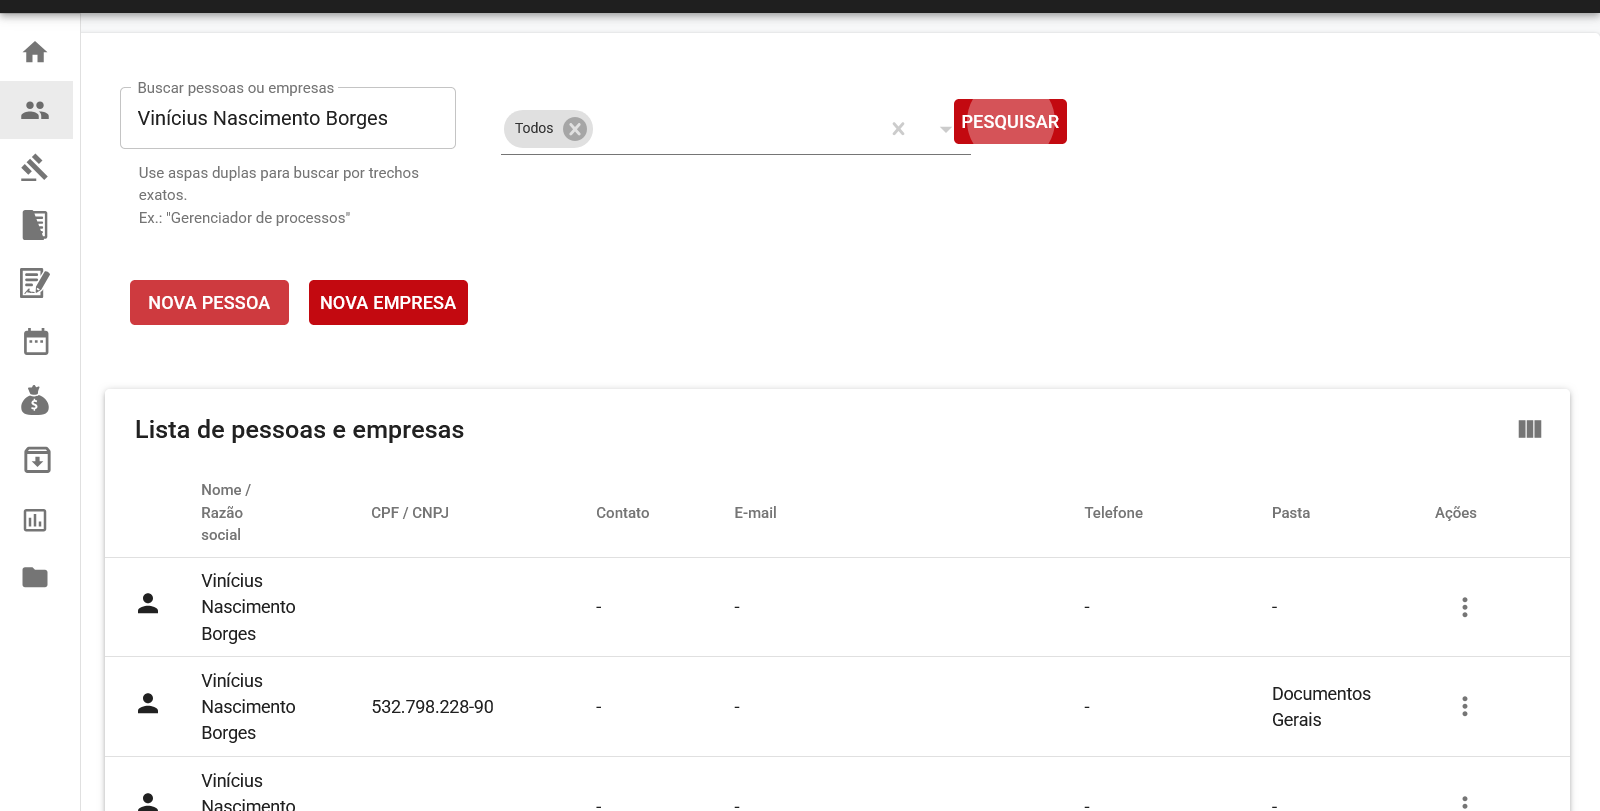 Buscar pessoas ou empresas
Vinícius Nascimento Borges
Todos
PESQUISAR
Use aspas duplas para buscar por trechos
exatos.
Ex.: "Gerenciador de processos"
NOVA PESSOA
NOVA EMPRESA
Lista de pessoas e empresas
Nome /
Razão
social
CPF / CNPJ
Contato
E-mail
Telefone
Pasta
Ações
Vinícius
Nascimento
Borges
-
-
-
-
Vinícius
Nascimento
Borges
532.798.228-90
-
-
-
Documentos
Gerais
Vinícius
Nascimento
-
-
-
-